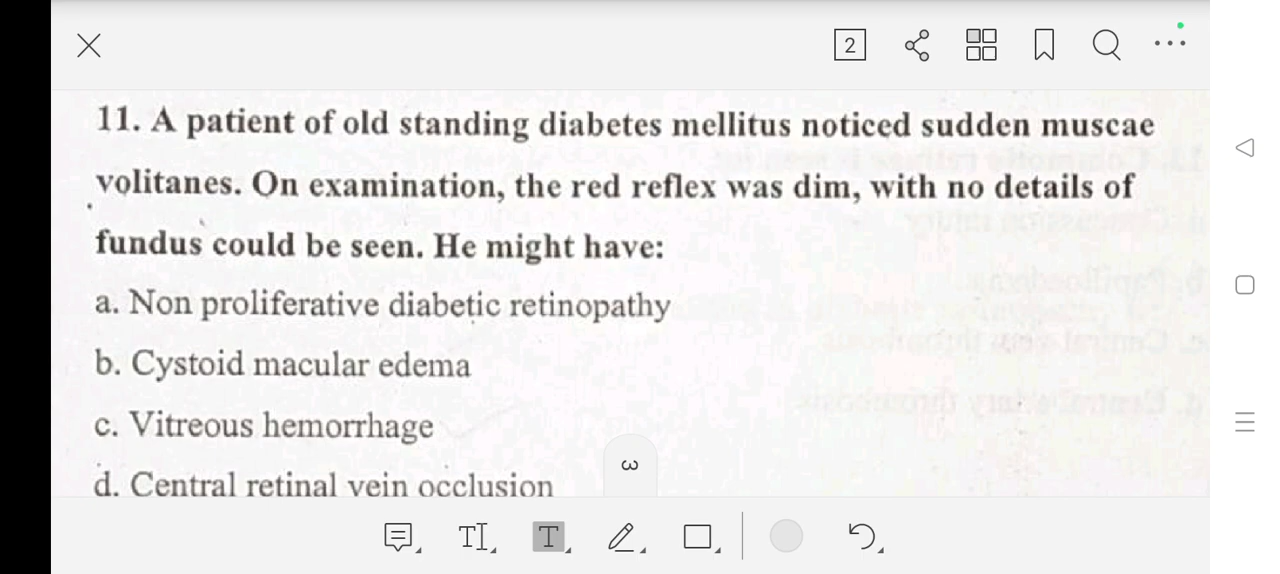 2
11. A patient of old standing diabetes mellitus noticed sudden muscae
volitanes. On examination, the red reflex was dim, with no details of
fundus could be seen. He might have:
a. Non proliferative diabetic retinopathy
b. Cystoid macular edema
c. Vitreous hemorrhage
d. Central retinal vein occlusion
3
TI
T